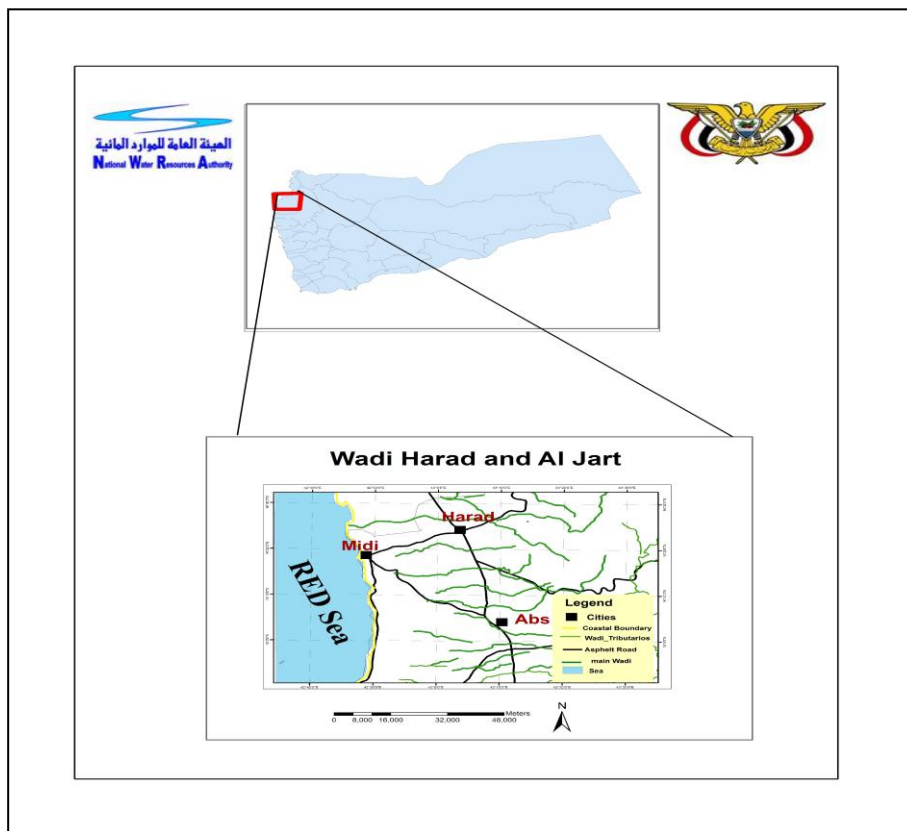 الهيئة العامة للموارد المائية
National Water Resources Authority
Wadi Harad and Al Jart
Harad
Midi
RED Sea
Abs
Legend
Cities
Coastal Boundary
Wadi_Tributarios
Asphelt Road
main Wadi
Sea
Meters
0 8,000 16,000 32,000 48,000
N